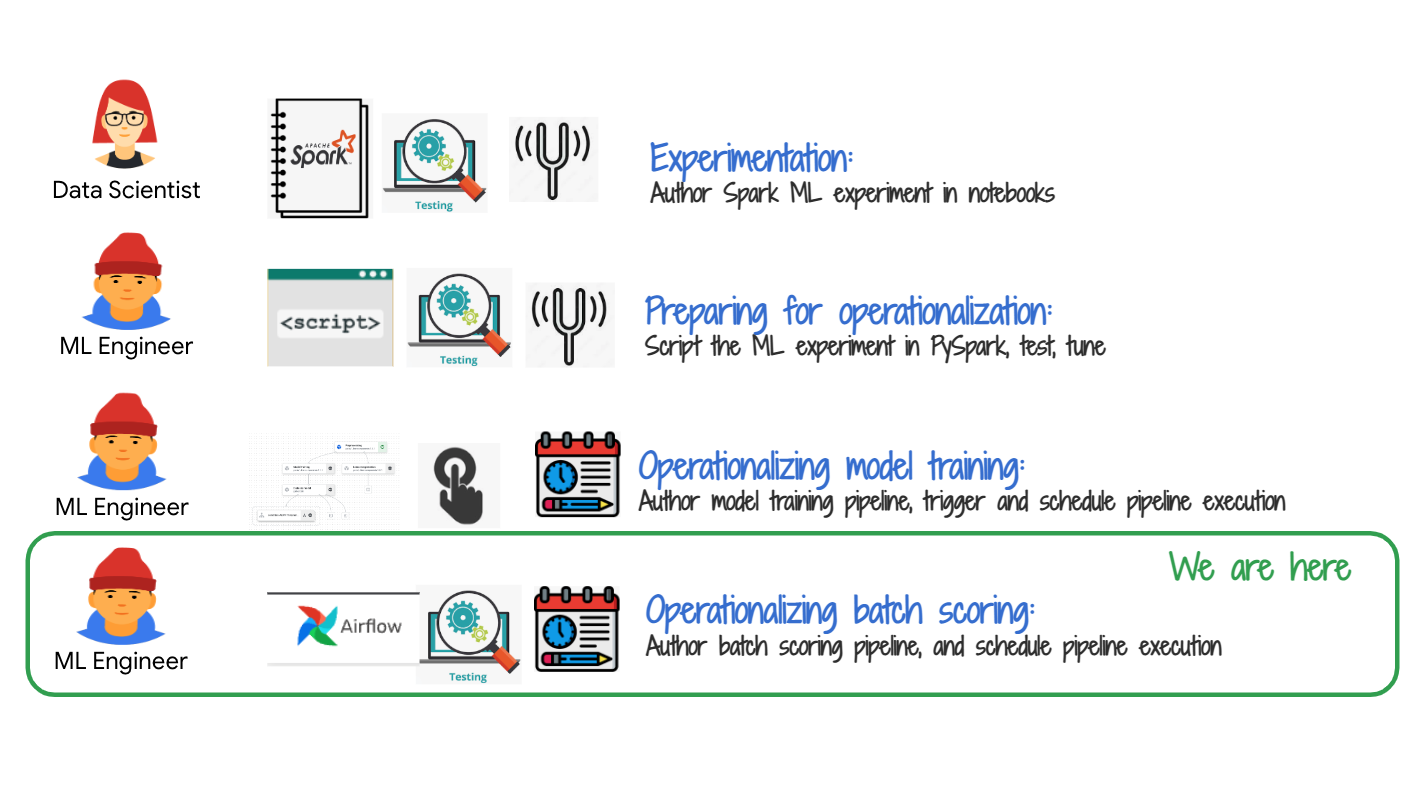 APACHE
Spark
Testing
Experimentation:
Author Spark ML experiment in notebooks
Data Scientist
<script>
Testing
Preparing for operationalization:
Script the ML experiment in PySpark, test, tune
ML Engineer
Operationalizing model training:
Author model training pipeline, trigger and schedule pipeline execution
ML Engineer
We are here
Airflow
Testing
Operationalizing batch scoring:
Author batch scoring pipeline, and schedule pipeline execution
ML Engineer